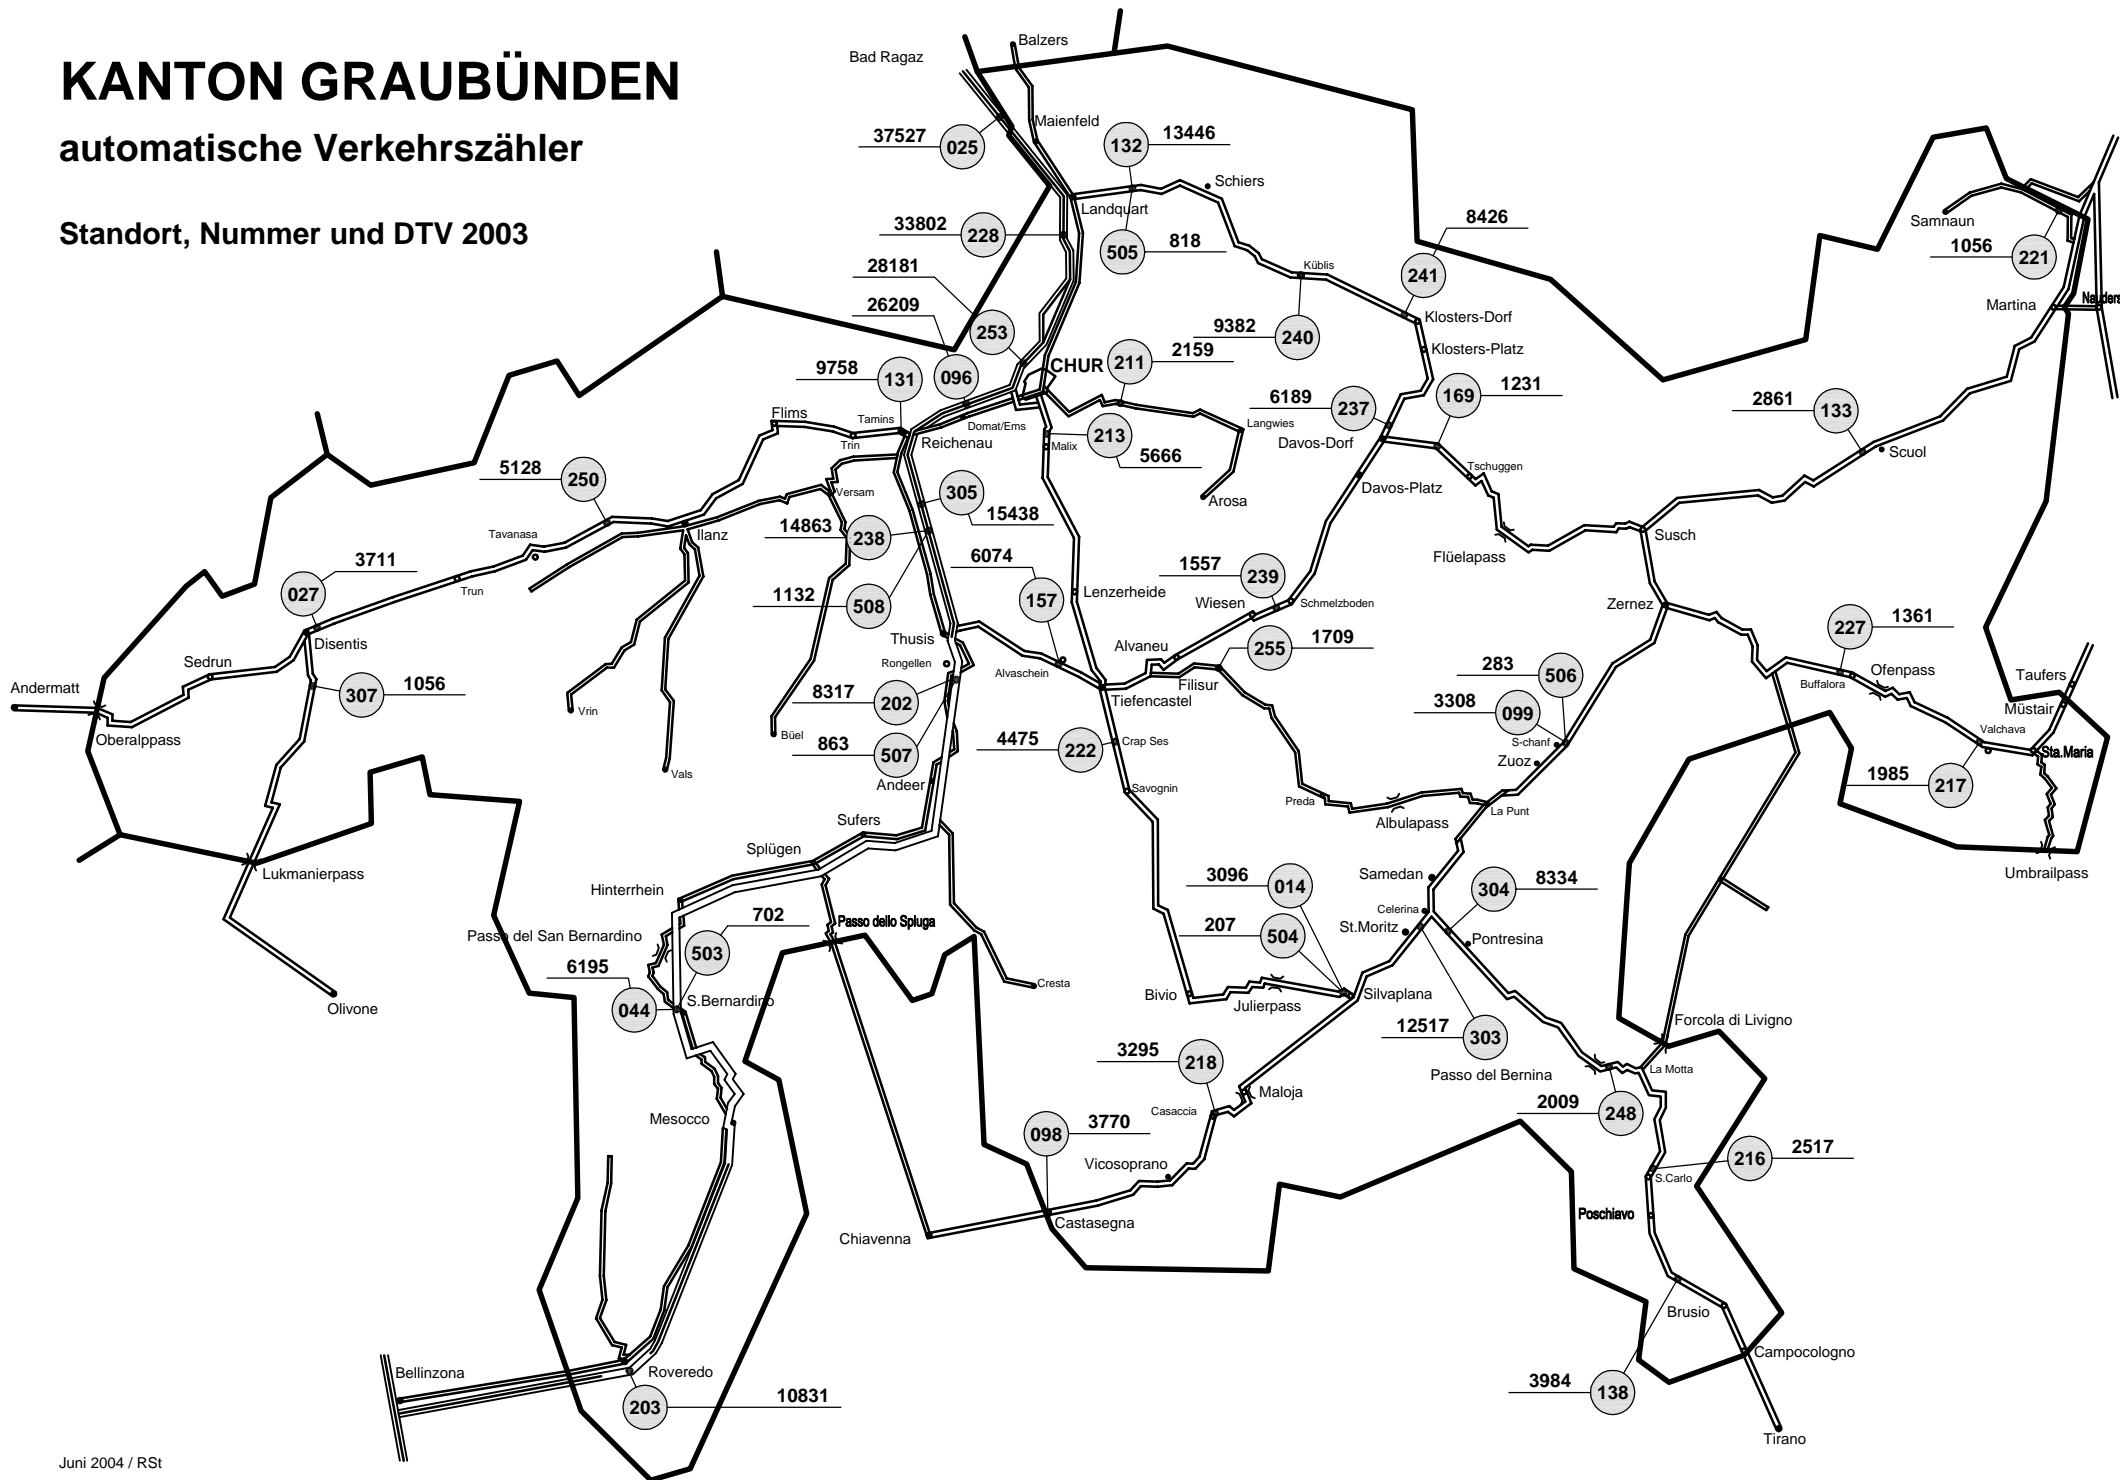 KANTON GRAUBÜNDEN
automatische Verkehrszähler
Standort, Nummer und DTV 2003
Bad Ragaz
Balzers
Maienfeld
37527 025
132 13446
Schiers
Landquart
33802 228
505 818
8426
241
Samnaun
1056 221
28181
253
26209
096
Küblis
9382 240
Klosters-Dorf
Klosters-Platz
Martina
Nauders
CHUR
211 2159
9758 131
6189 237
169 1231
2861 133
Flims
Tamins
Trin
Reichenau
Domat/Ems
Malix
213
5666
Langwies
Arosa
Davos-Dorf
Davos-Platz
Tschuggen
Scuol
5128 250
Versam
305
15438
14863 238
Tavanasa
Ilanz
Flüelapass
Susch
3711
027
Trun
1132 508
6074
157
Lenzerheide
1557 239
Wiesen
Schmelzboden
Zernez
Disentis
Sedrun
Thusis
Rongellen
Alvaschein
Alvaneu
255 1709
Filisur
Tiefencastel
227 1361
Buffalora
Ofenpass
Taufers
Müstair
Andermatt
Oberalppass
307 1056
Vrin
Büel
Vals
8317 202
863 507
Andeer
4475 222
Crap Ses
Savognin
283 506
3308 099
S-chanf
Zuoz
Valchava
Sta.Maria
1985 217
Preda
Albulapass
La Punt
Sufers
Splügen
Lukmanierpass
Umbrailpass
Hinterrhein
Passo dello Spluga
702
503
Passo del San Bernardino
6195
044
S.Bernardino
Cresta
3096 014
207 504
Samedan
Celerina
St.Moritz
304 8334
Pontresina
Olivone
Bivio
Julierpass
Silvaplana
12517 303
Forcola di Livigno
Passo del Bernina
La Motta
2009 248
3295 218
Maloja
Casaccia
Mesocco
098 3770
Vicosoprano
216 2517
S.Carlo
Poschiavo
Castasegna
Chiavenna
Brusio
Campocologno
3984 138
Tirano
Bellinzona
Roveredo
203 10831
Juni 2004 / RSt